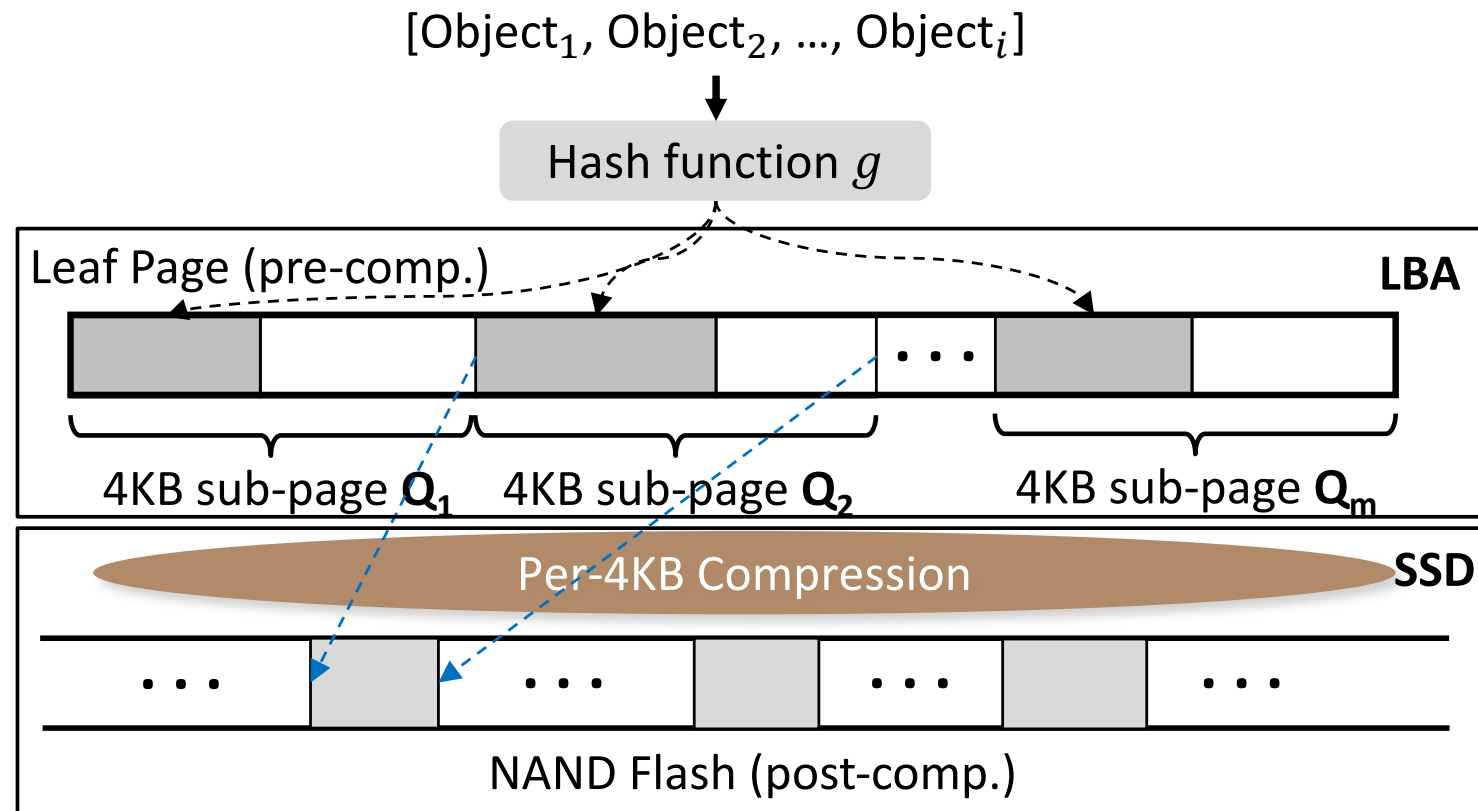 [Object₁, Object₂, ..., Objectᵢ]
Hash function g
Leaf Page (pre-comp.)
LBA
. . .
4KB sub-page Q₁
4KB sub-page Q₂
4KB sub-page Qₘ
Per-4KB Compression
SSD
. . .
. . .
. . .
. . .
NAND Flash (post-comp.)